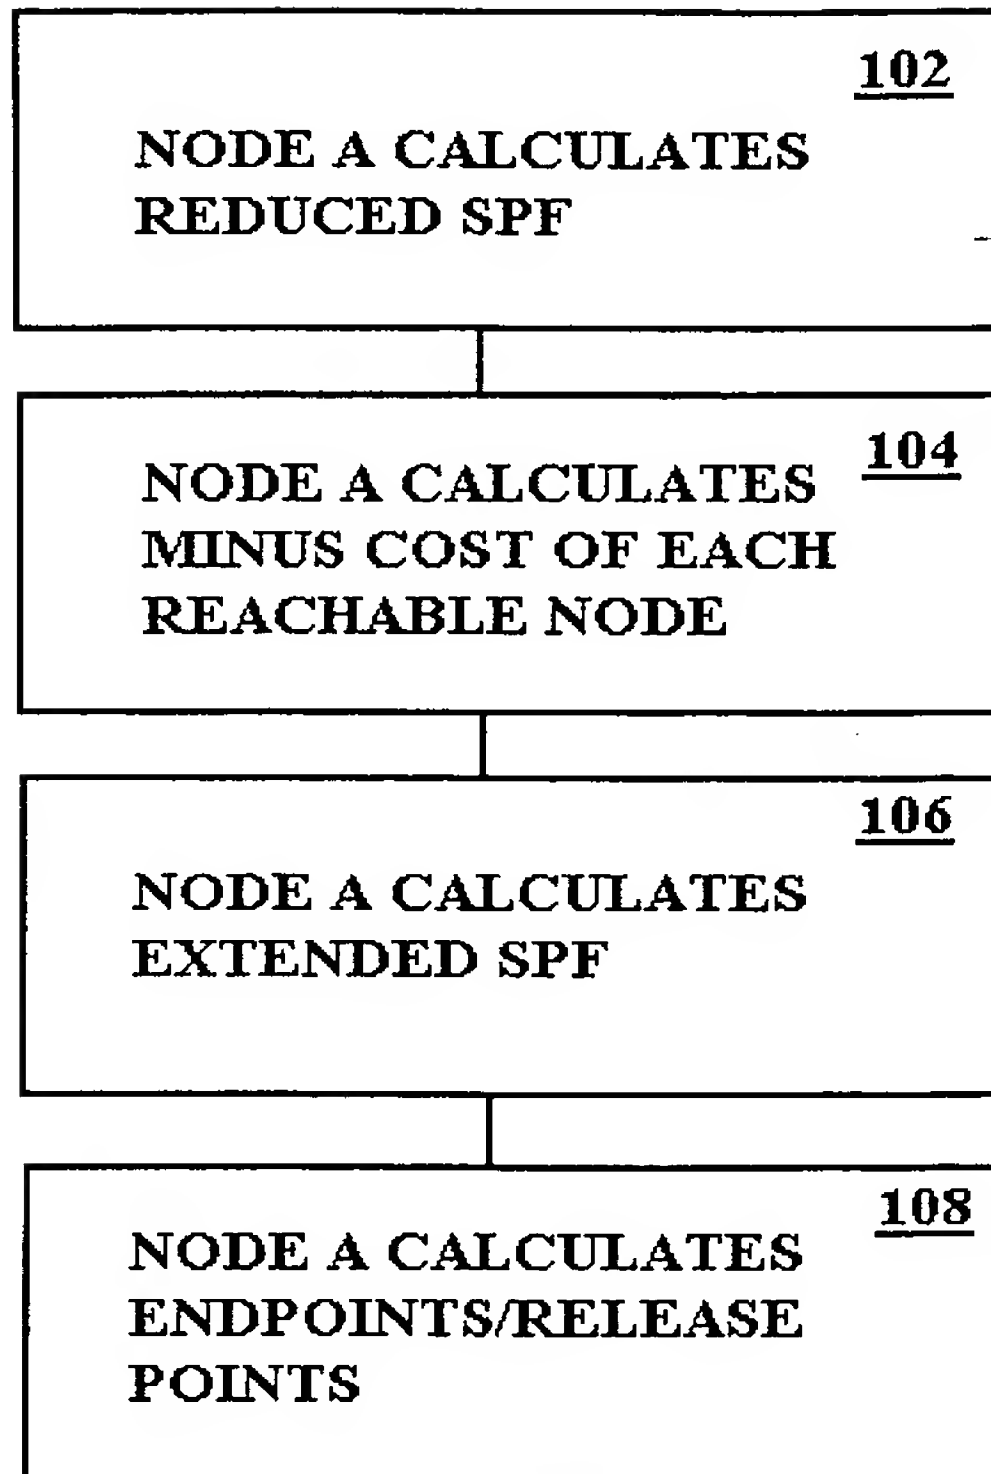 102
NODE A CALCULATES
REDUCED SPF
104
NODE A CALCULATES
MINUS COST OF EACH
REACHABLE NODE
106
NODE A CALCULATES
EXTENDED SPF
108
NODE A CALCULATES
ENDPOINTS/RELEASE
POINTS